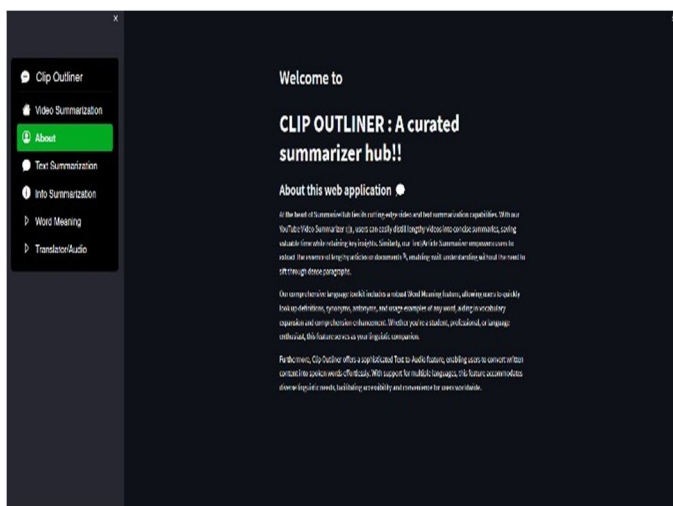 x
Clip Outliner
Video Summarization
About
Text Summarization
Info Summarization
Word Meaning
Translator/Audio
Welcome to
CLIP OUTLINER : A curated
summarizer hub!!
About this web application
At the heart of SummarizeHub lies its cutting-edge video and text summarization capabilities. With our
YouTube Video Summarizer, users can easily distill lengthy videos into concise summaries, saving
valuable time while retaining key insights. Similarly, our Text/Article Summarizer empowers users to
extract the essence of lengthy articles or documents, enabling swift understanding without the need to
sift through dense paragraphs.
Our comprehensive language toolkit includes a robust Word Meaning feature, allowing users to quickly
look up definitions, synonyms, antonyms, and usage examples of any word, aiding in vocabulary
expansion and comprehension enhancement. Whether you're a student, professional, or language
enthusiast, this feature serves as your linguistic companion.
Furthermore, Clip Outliner offers a sophisticated Text-to-Audio feature, enabling users to convert written
content into spoken words effortlessly. With support for multiple languages, this feature accommodates
diverse linguistic needs, facilitating accessibility and convenience for users worldwide.